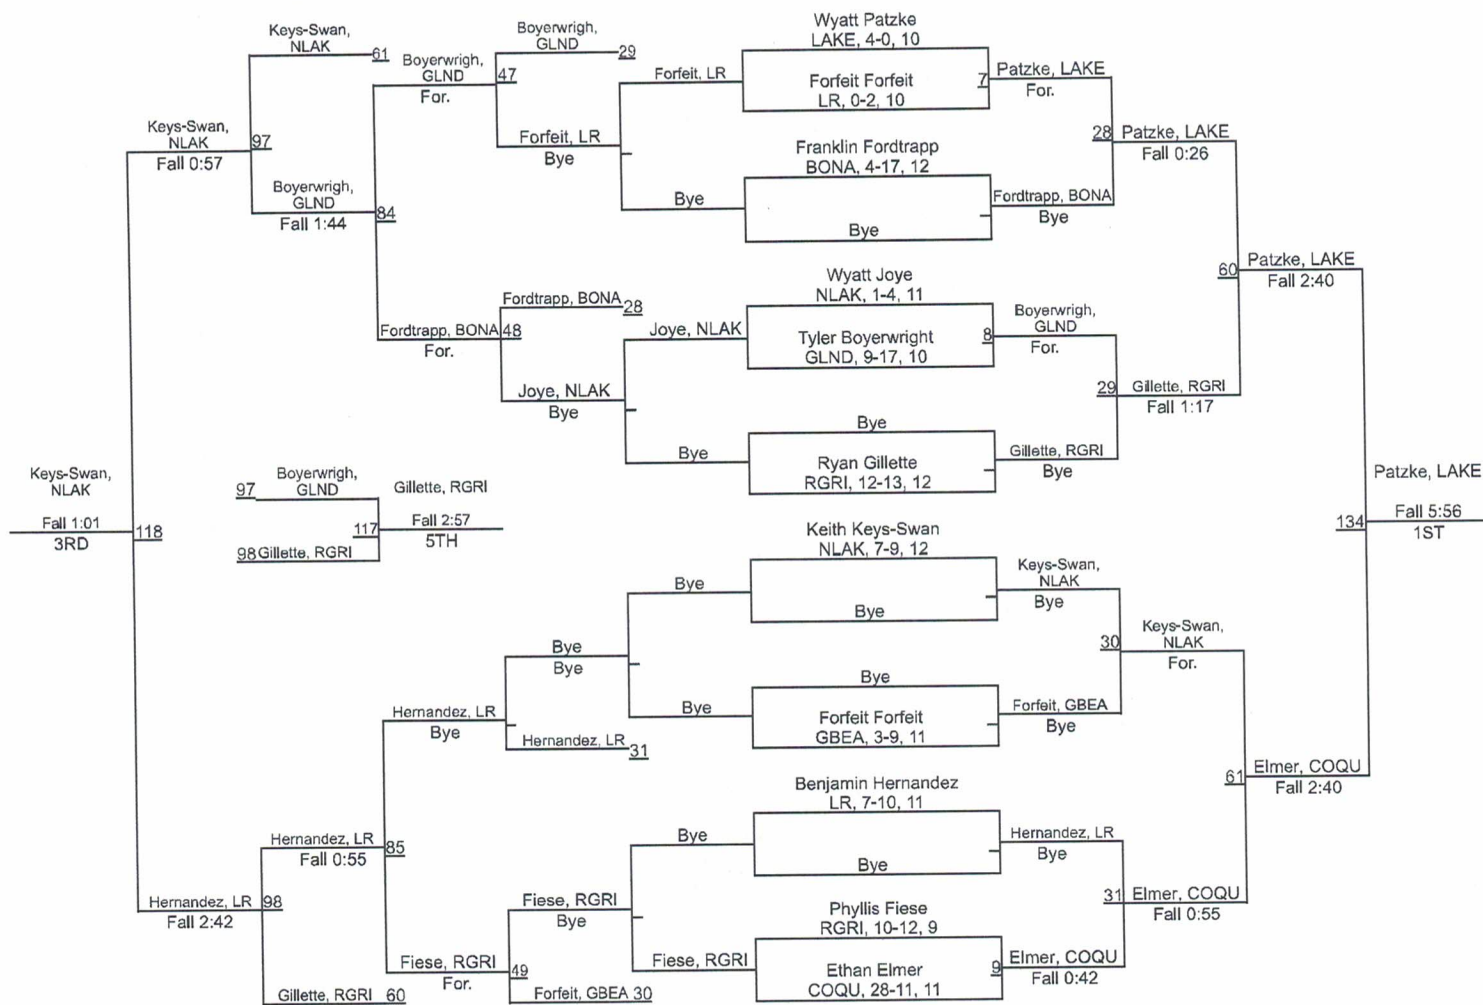 Keys-Swan,
NLAK
61
Boyerwrigh,
GLND
For.
47
Boyerwrigh,
GLND
29
Forfeit, LR
Bye
Forfeit, LR
Bye
Wyatt Patzke
LAKE, 4-0, 10
Forfeit Forfeit
LR, 0-2, 10
7
Patzke, LAKE
For.
Franklin Fordtrapp
BONA, 4-17, 12
Bye
Fordtrapp, BONA
Bye
28
Patzke, LAKE
Fall 0:26
Keys-Swan,
NLAK
Fall 0:57
97
Boyerwrigh,
GLND
Fall 1:44
84
Fordtrapp, BONA
For.
48
Fordtrapp, BONA
28
Joye, NLAK
Bye
Joye, NLAK
Bye
Wyatt Joye
NLAK, 1-4, 11
Tyler Boyerwright
GLND, 9-17, 10
8
Boyerwrigh,
GLND
For.
Bye
Ryan Gillette
RGRI, 12-13, 12
Gillette, RGRI
Bye
29
Gillette, RGRI
Fall 1:17
60
Patzke, LAKE
Fall 2:40
Keys-Swan,
NLAK
Fall 1:01
3RD
118
97
Boyerwrigh,
GLND
98
Gillette, RGRI
117
Gillette, RGRI
Fall 2:57
5TH
134
Patzke, LAKE
Fall 5:56
1ST
Bye
Bye
Bye
Bye
Keith Keys-Swan
NLAK, 7-9, 12
Bye
Keys-Swan,
NLAK
Bye
Bye
Forfeit Forfeit
GBEA, 3-9, 11
Forfeit, GBEA
Bye
30
Keys-Swan,
NLAK
For.
Hernandez, LR
Bye
Hernandez, LR
31
Hernandez, LR
Fall 0:55
85
Hernandez, LR
Fall 2:42
98
Gillette, RGRI
60
Fiese, RGRI
For.
49
Fiese, RGRI
Bye
Forfeit, GBEA
30
Bye
Fiese, RGRI
Benjamin Hernandez
LR, 7-10, 11
Bye
Hernandez, LR
Bye
Phyllis Fiese
RGRI, 10-12, 9
Ethan Elmer
COQU, 28-11, 11
9
Elmer, COQU
Fall 0:42
31
Elmer, COQU
Fall 0:55
61
Elmer, COQU
Fall 2:40